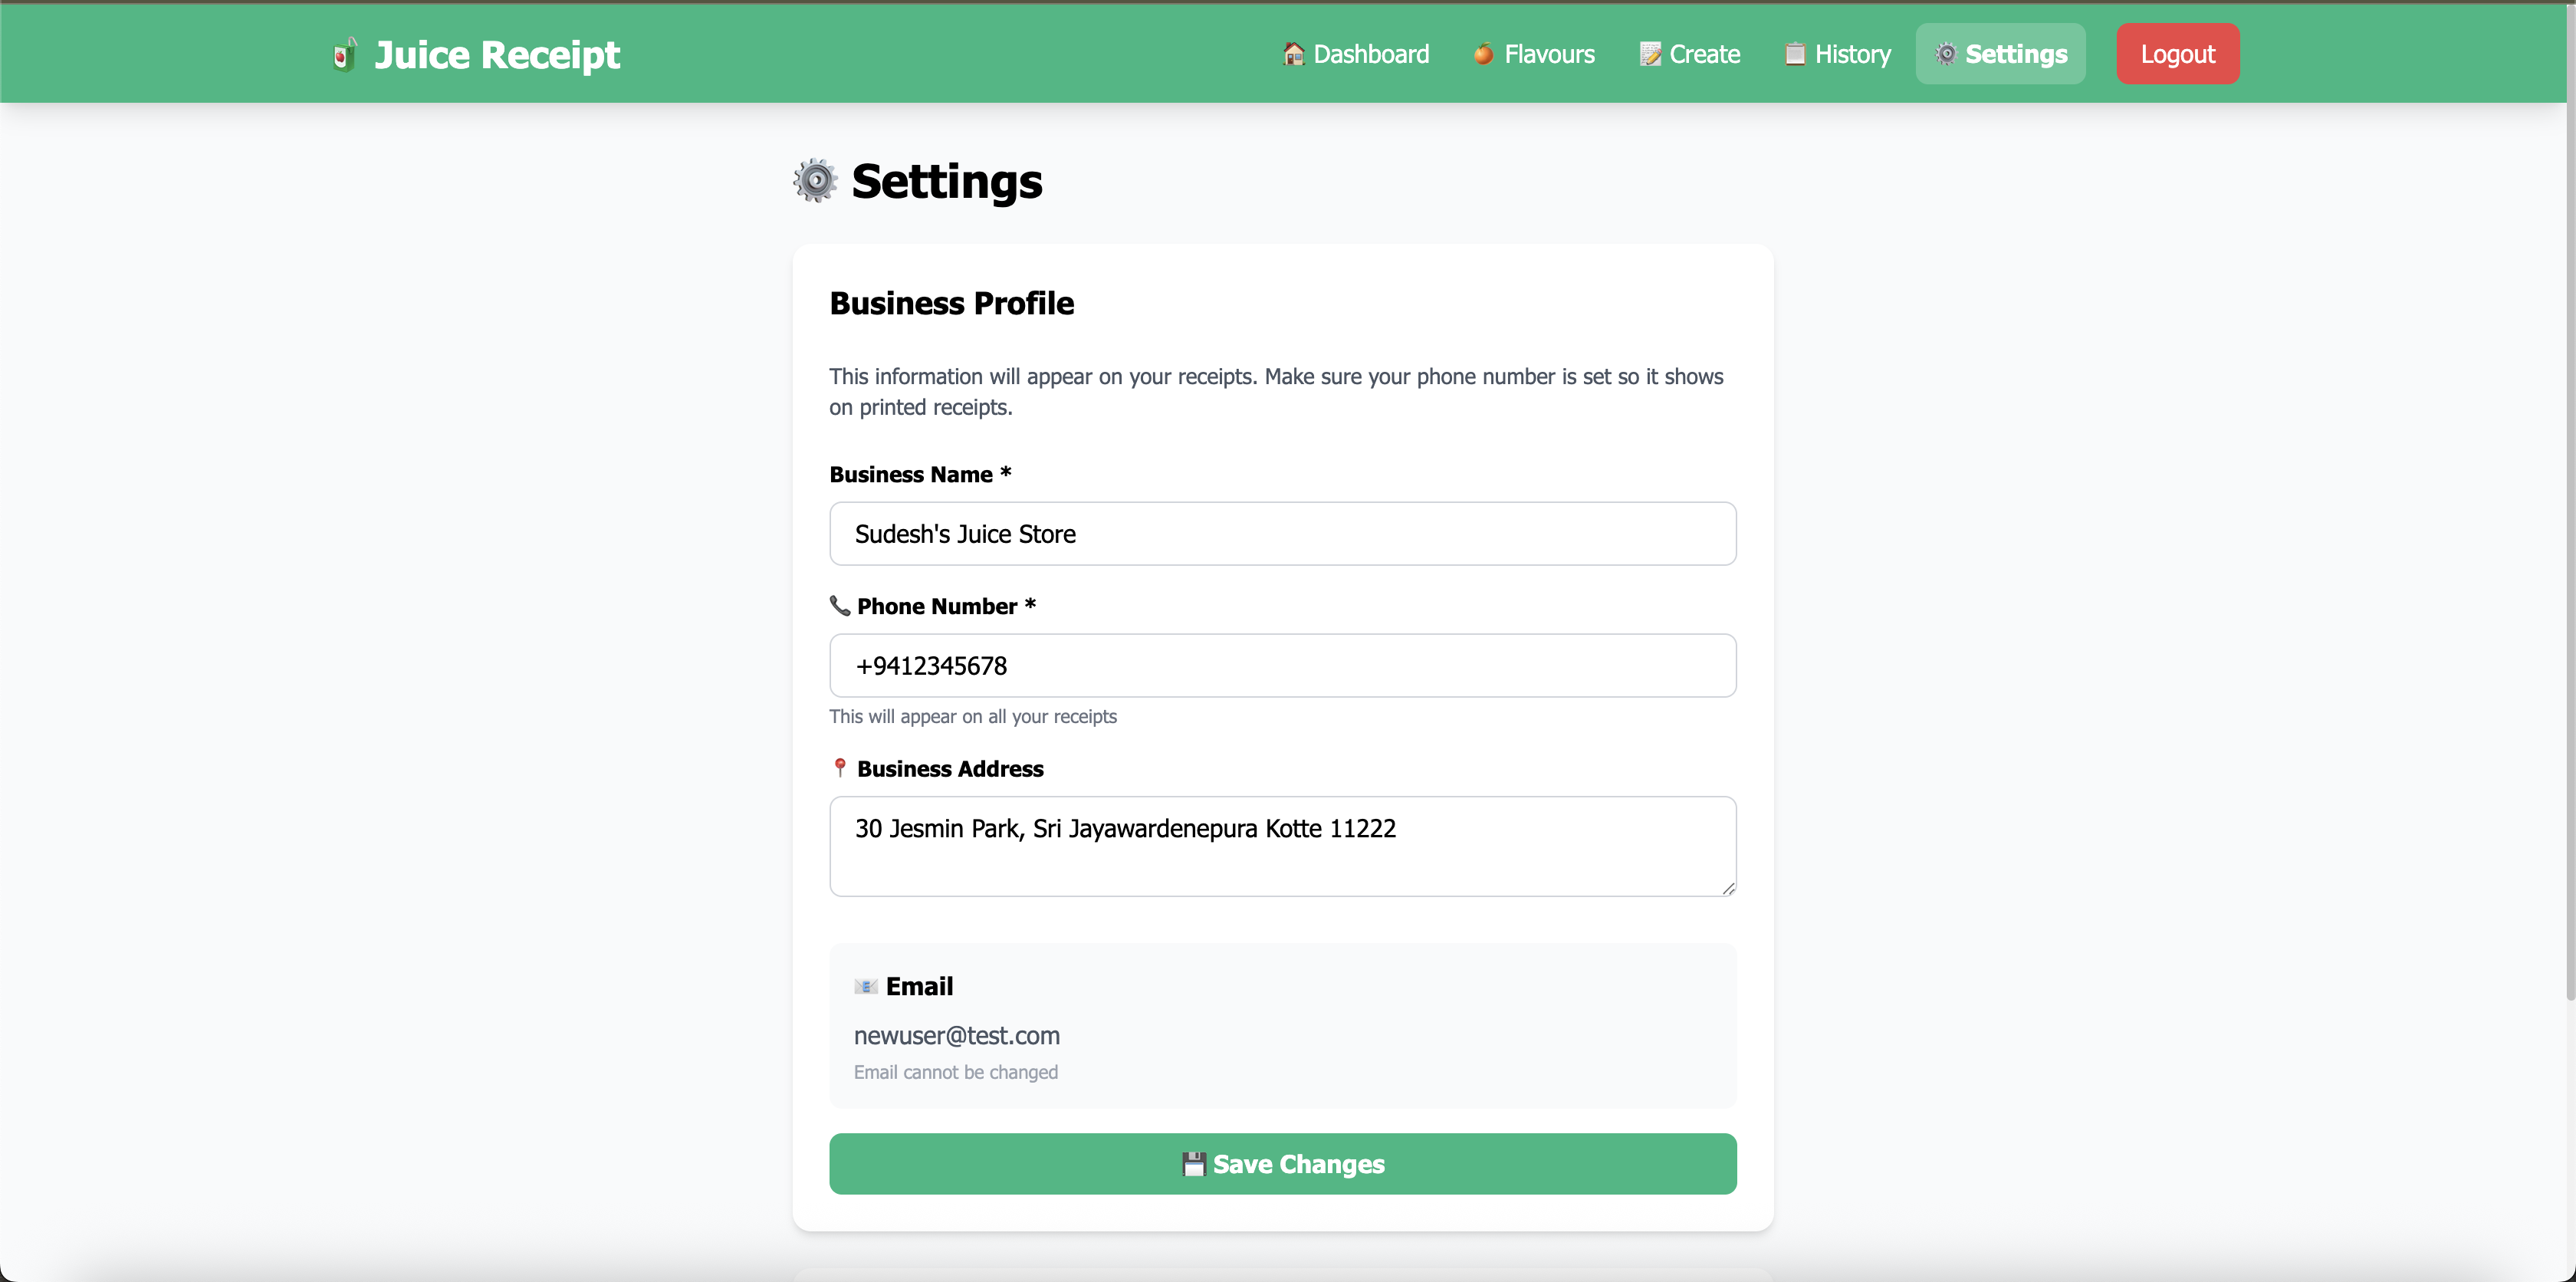 Juice Receipt
Dashboard
Flavours
Create
History
Settings
Logout
Settings
Business Profile
This information will appear on your receipts. Make sure your phone number is set so it shows
on printed receipts.
Business Name *
Sudesh's Juice Store
Phone Number *
+9412345678
This will appear on all your receipts
Business Address
30 Jesmin Park, Sri Jayawardenepura Kotte 11222
Email
newuser@test.com
Email cannot be changed
Save Changes